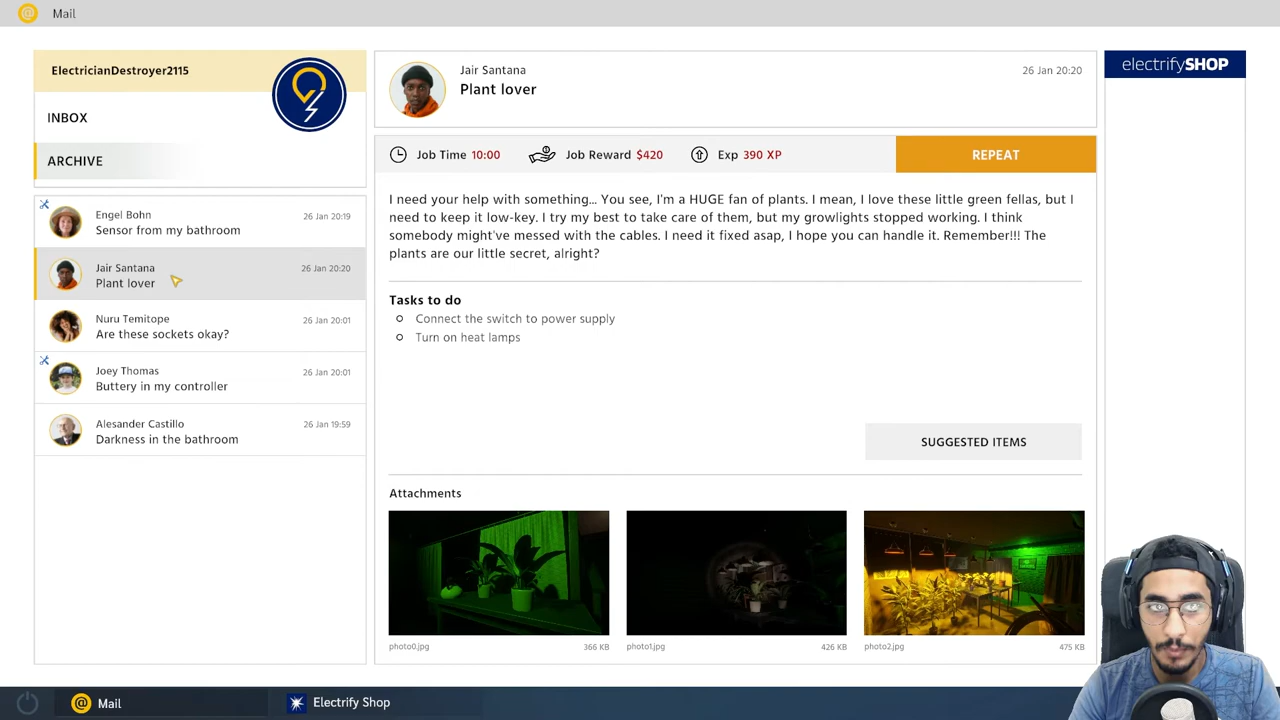 Mail
ElectricianDestroyer2115
INBOX
ARCHIVE
Engel Bohn
26 Jan 20:19
Sensor from my bathroom
Jair Santana
26 Jan 20:20
Plant lover
Nuru Temitope
26 Jan 20:01
Are these sockets okay?
Joey Thomas
26 Jan 20:01
Buttery in my controller
Alesander Castillo
26 Jan 19:59
Darkness in the bathroom
Jair Santana
26 Jan 20:20
Plant lover
Job Time 10:00
Job Reward $420
Exp 390 XP
REPEAT
I need your help with something... You see, I'm a HUGE fan of plants. I mean, I love these little green fellas, but I
need to keep it low-key. I try my best to take care of them, but my growlights stopped working. I think
somebody might've messed with the cables. I need it fixed asap, I hope you can handle it. Remember!!! The
plants are our little secret, alright?
Tasks to do
Connect the switch to power supply
Turn on heat lamps
SUGGESTED ITEMS
Attachments
photo0.jpg
366 KB
photo1.jpg
426 KB
photo2.jpg
475 KB
electrifySHOP
Mail
Electrify Shop